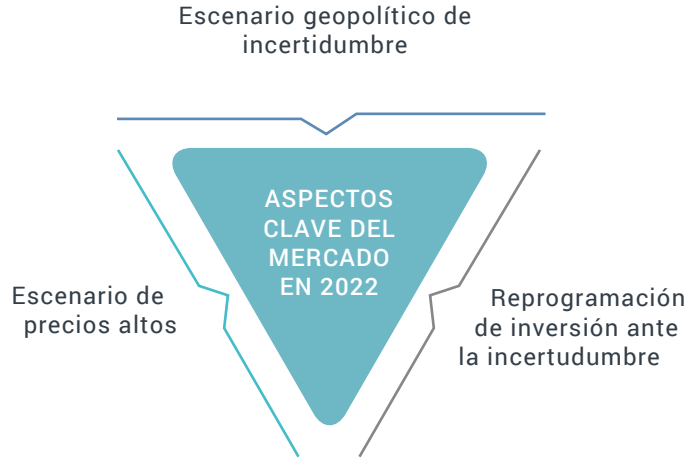 Escenario geopolítico de
incertidumbre
ASPECTOS
CLAVE DEL
MERCADO
EN 2022
Escenario de
precios altos
Reprogramación
de inversión ante
la incertudumbre